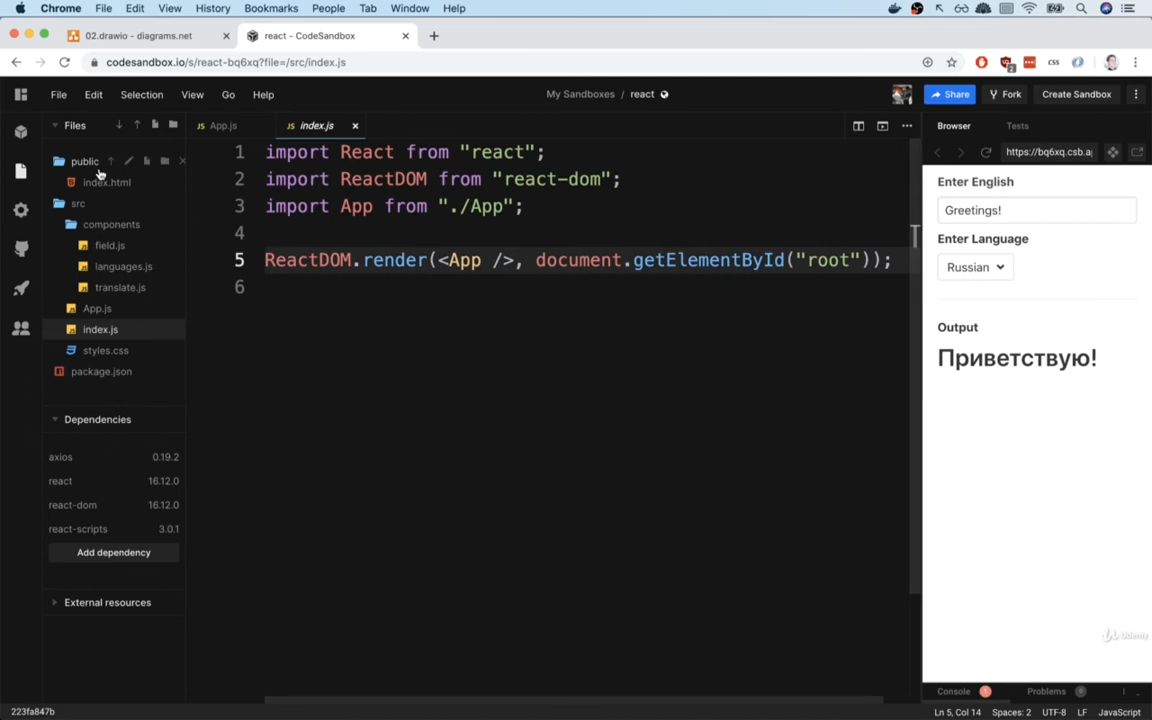 Chrome File Edit View History Bookmarks People Tab Window Help
02.drawio - diagrams.net
react - CodeSandbox
codesandbox.io/s/react-bq6xq?file=/src/index.js
css
2
File Edit Selection View Go Help
My Sandboxes / react
Share
Fork
Create Sandbox
Files
public
index.html
src
components
field.js
languages.js
translate.js
App.js
index.js
styles.css
package.json
Dependencies
axios 0.19.2
react 16.12.0
react-dom 16.12.0
react-scripts 3.0.1
Add dependency
External resources
JS App.js
JS index.js
1 import React from "react";
2 import ReactDOM from "react-dom";
3 import App from "./App";
4
5 ReactDOM.render(<App />, document.getElementById("root"));
6
Browser Tests
https://bq6xq.csb.a
Enter English
Greetings!
Enter Language
Russian
Output
Приветствую!
Udemy
Console 1
Problems 0
223fa847b
Ln 5, Col 14 Spaces: 2 UTF-8 LF JavaScript